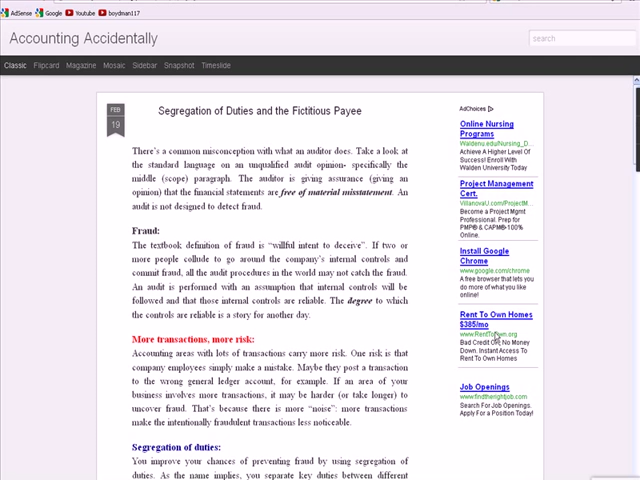 AdSense Google Youtube boydman117
Accounting Accidentally
search
Classic Flipcard Magazine Mosaic Sidebar Snapshot Timeslide
FEB
19
Segregation of Duties and the Fictitious Payee
There's a common misconception with what an auditor does. Take a look at
the standard language on an unqualified audit opinion- specifically the
middle (scope) paragraph. The auditor is giving assurance (giving an
opinion) that the financial statements are free of material misstatement. An
audit is not designed to detect fraud.
Fraud:
The textbook definition of fraud is “willful intent to deceive”. If two or
more people collude to go around the company's internal controls and
commit fraud, all the audit procedures in the world may not catch the fraud.
An audit is performed with an assumption that internal controls will be
followed and that those internal controls are reliable. The degree to which
the controls are reliable is a story for another day.
More transactions, more risk:
Accounting areas with lots of transactions carry more risk. One risk is that
company employees simply make a mistake. Maybe they post a transaction
to the wrong general ledger account, for example. If an area of your
business involves more transactions, it may be harder (or take longer) to
uncover fraud. That's because there is more “noise”: more transactions
make the intentionally fraudulent transactions less noticeable.
Segregation of duties:
You improve your chances of preventing fraud by using segregation of
duties. As the name implies, you separate key duties between different
AdChoices
Online Nursing
Programs
Waldenu.edu/Nursing_D...
Achieve A Higher Level Of
Success! Enroll With
Walden University Today
Project Management
Cert.
VillanovaU.com/ProjectM...
Become a Project Mgmt
Professional. Prep for
PMP® & CAPM®-100%
Online.
Install Google
Chrome
www.google.com/chrome
A free browser that lets you
do more of what you like
online!
Rent To Own Homes
$385/mo
www.RentToOwn.org
Bad Credit OK, No Money
Down. Instant Access To
Rent To Own Homes
Job Openings
www.findtherightjob.com
Search For Job Openings.
Apply For a Position Today!